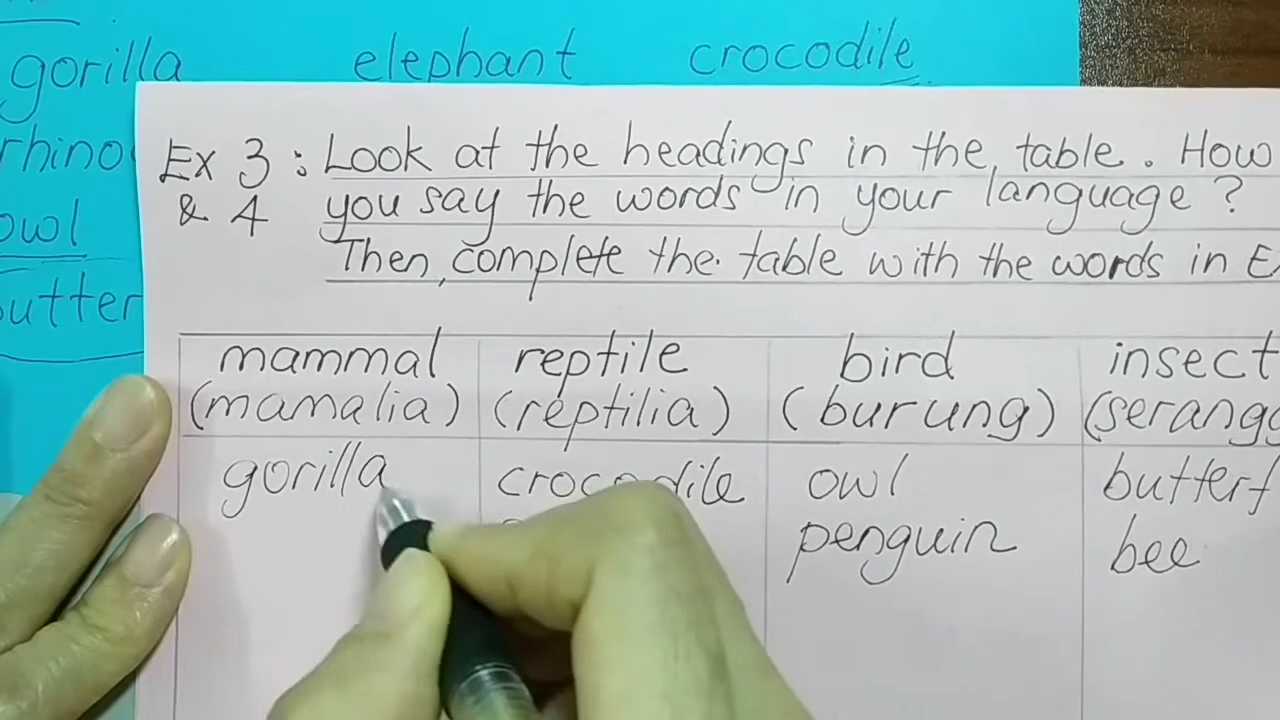 gorilla elephant crocodile
rhino
owl
butter
Ex 3 : Look at the headings in the table. How
& 4 you say the words in your language?
Then, complete the table with the words in
mammal reptile bird insect
(mamalia) (reptilia) (burung) (serangg
gorilla crocodile owl butterf
penguin bee